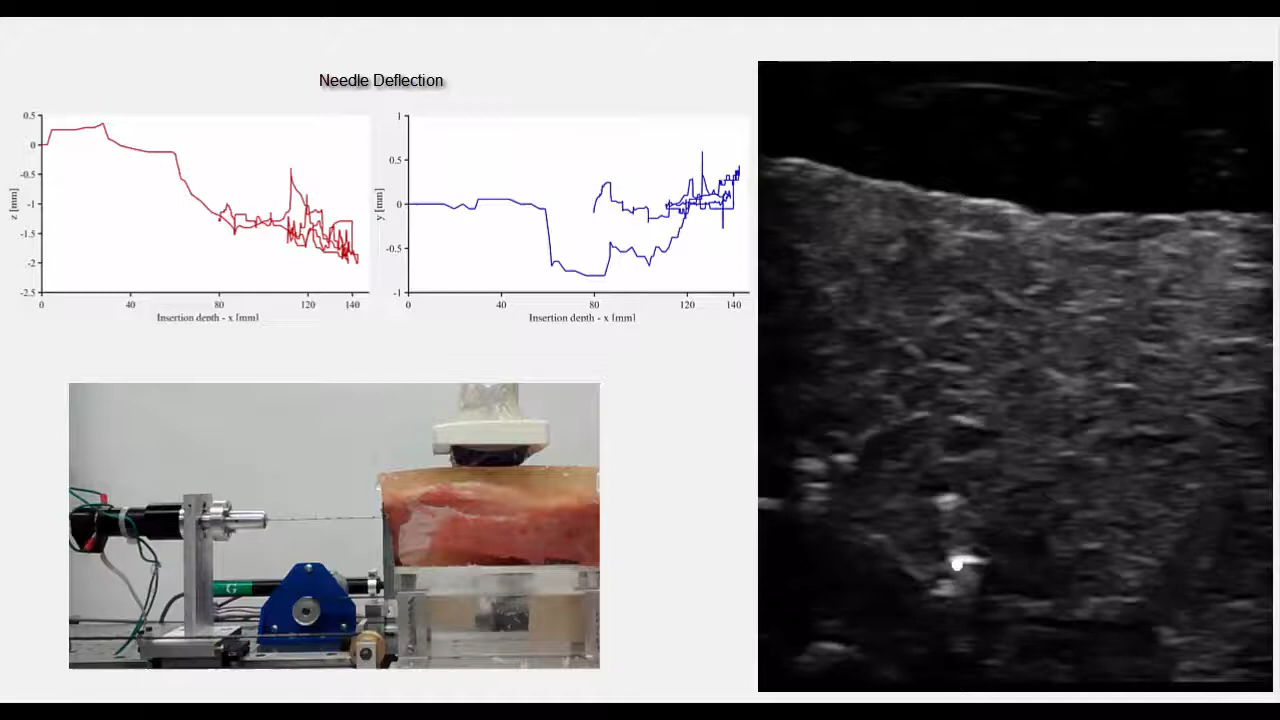 Needle Deflection
0.5
0
-0.5
-1
-1.5
-2
-2.5
z [mm]
0 40 80 120 140
Insertion depth - x [mm]
1
0.5
0
-0.5
-1
y [mm]
0 40 80 120 140
Insertion depth - x [mm]
G